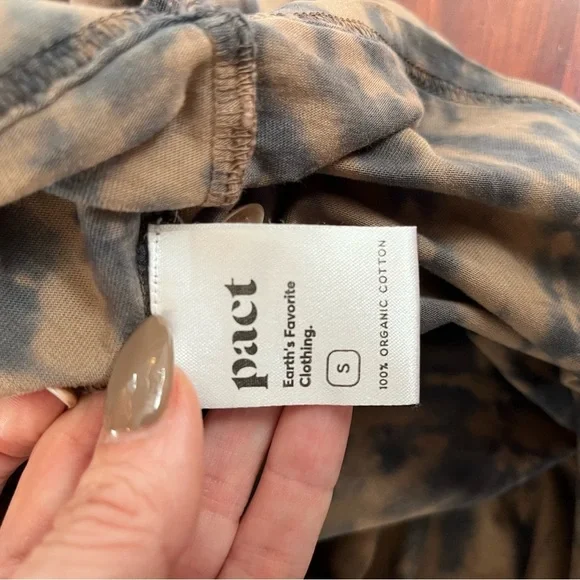 pact
Earth's Favorite
Clothing.
S
100% ORGANIC COTTON